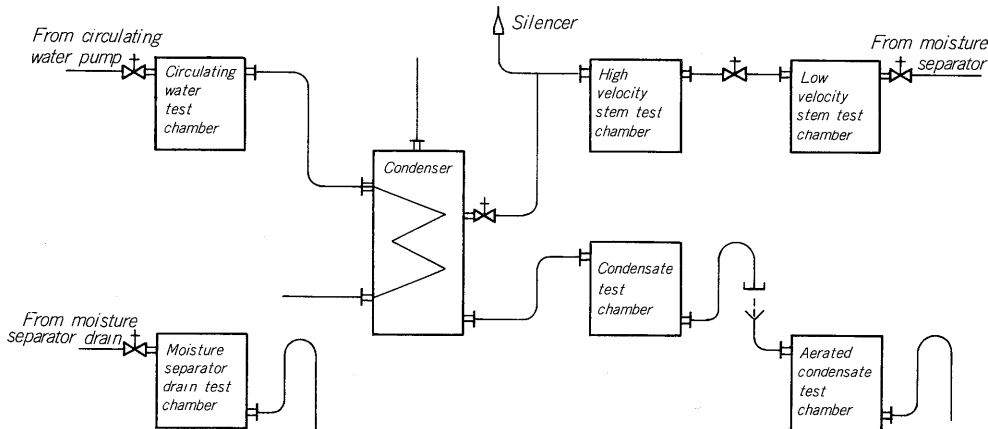 From circulating
water pump
Circulating
water
test
chamber
Silencer
High
velocity
stem test
chamber
Low
velocity
stem test
chamber
From moisture
separator
Condenser
Condensate
test
chamber
From moisture
separator drain
Moisture
separator
drain test
chamber
Aerated
condensate
test
chamber